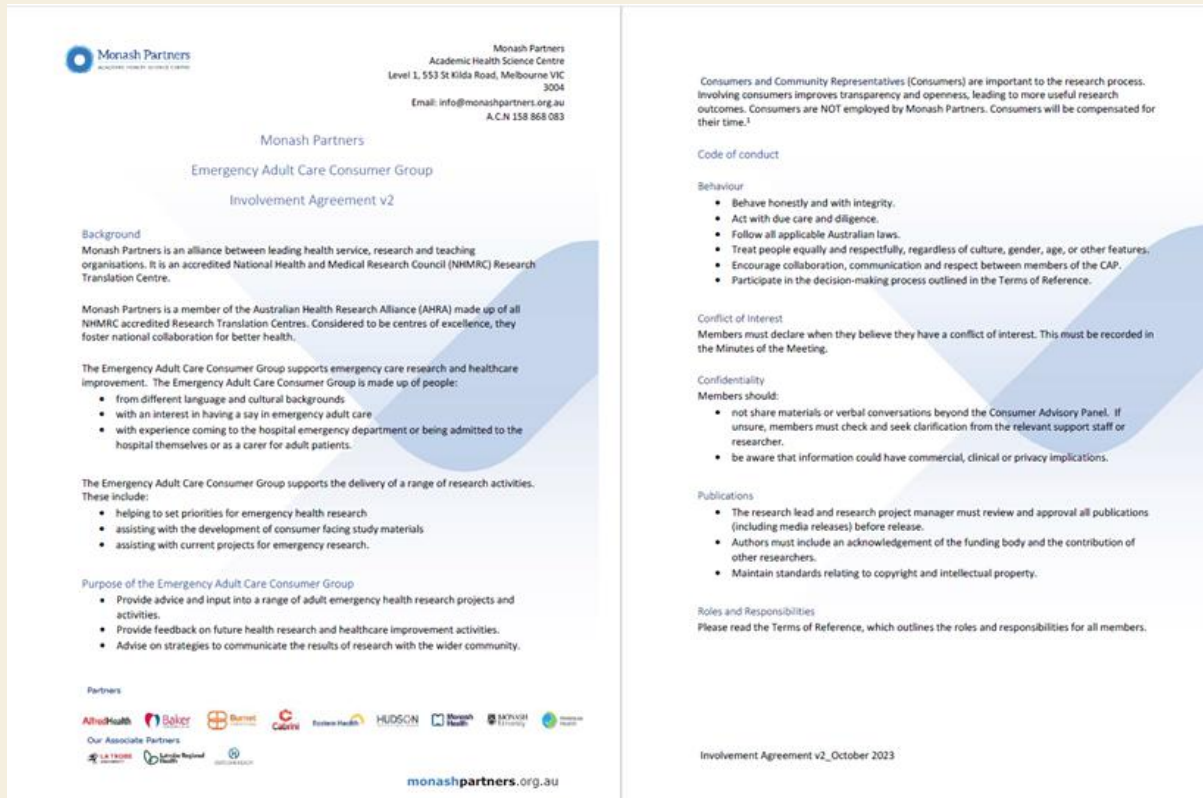 Monash Partners
Monash Partners
Academic Health Science Centre
Level 1, 553 St Kilda Road, Melbourne VIC
3004
Email: info@monashpartners.org.au
A.C.N 158 868 083
Monash Partners
Emergency Adult Care Consumer Group
Involvement Agreement v2
Background
Monash Partners is an alliance between leading health service, research and teaching
organisations. It is an accredited National Health and Medical Research Council (NHMRC) Research
Translation Centre.
Monash Partners is a member of the Australian Health Research Alliance (AHRA) made up of all
NHMRC accredited Research Translation Centres. Considered to be centres of excellence, they
foster national collaboration for better health.
The Emergency Adult Care Consumer Group supports emergency care research and healthcare
improvement. The Emergency Adult Care Consumer Group is made up of people:
• from different language and cultural backgrounds
• with an interest in having a say in emergency adult care
• with experience coming to the hospital emergency department or being admitted to the
hospital themselves or as a carer for adult patients.
The Emergency Adult Care Consumer Group supports the delivery of a range of research activities.
These include:
• helping to set priorities for emergency health research
• assisting with the development of consumer facing study materials
• assisting with current projects for emergency research.
Purpose of the Emergency Adult Care Consumer Group
• Provide advice and input into a range of adult emergency health research projects and
activities.
• Provide feedback on future health research and healthcare improvement activities.
• Advise on strategies to communicate the results of research with the wider community.
Partners
AlfredHealth Baker Burnet Cabrini Eastern Health HUDSON Monash Health MONASH University
Our Associate Partners
LA TROBE UNIVERSITY Latrobe Regional Health
monashpartners.org.au
Consumers and Community Representatives (Consumers) are important to the research process.
Involving consumers improves transparency and openness, leading to more useful research
outcomes. Consumers are NOT employed by Monash Partners. Consumers will be compensated for
their time.¹
Code of conduct
Behaviour
• Behave honestly and with integrity.
• Act with due care and diligence.
• Follow all applicable Australian laws.
• Treat people equally and respectfully, regardless of culture, gender, age, or other features.
• Encourage collaboration, communication and respect between members of the CAP.
• Participate in the decision-making process outlined in the Terms of Reference.
Conflict of Interest
Members must declare when they believe they have a conflict of interest. This must be recorded in
the Minutes of the Meeting.
Confidentiality
Members should:
• not share materials or verbal conversations beyond the Consumer Advisory Panel. If
unsure, members must check and seek clarification from the relevant support staff or
researcher.
• be aware that information could have commercial, clinical or privacy implications.
Publications
• The research lead and research project manager must review and approval all publications
(including media releases) before release.
• Authors must include an acknowledgement of the funding body and the contribution of
other researchers.
• Maintain standards relating to copyright and intellectual property.
Roles and Responsibilities
Please read the Terms of Reference, which outlines the roles and responsibilities for all members.
Involvement Agreement v2_October 2023